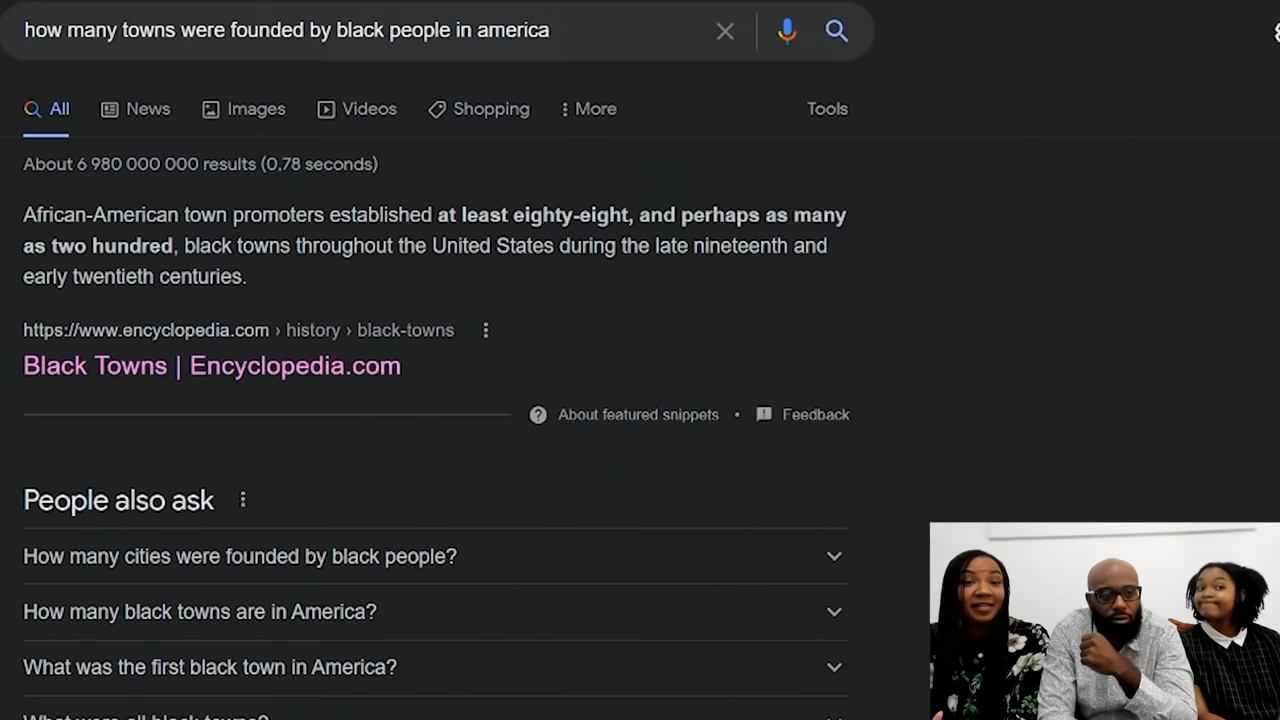 how many towns were founded by black people in america
All News Images Videos Shopping More Tools
About 6 980 000 000 results (0,78 seconds)
African-American town promoters established at least eighty-eight, and perhaps as many
as two hundred, black towns throughout the United States during the late nineteenth and
early twentieth centuries.
https://www.encyclopedia.com › history › black-towns
Black Towns | Encyclopedia.com
About featured snippets • Feedback
People also ask
How many cities were founded by black people?
How many black towns are in America?
What was the first black town in America?
What were all black towns?